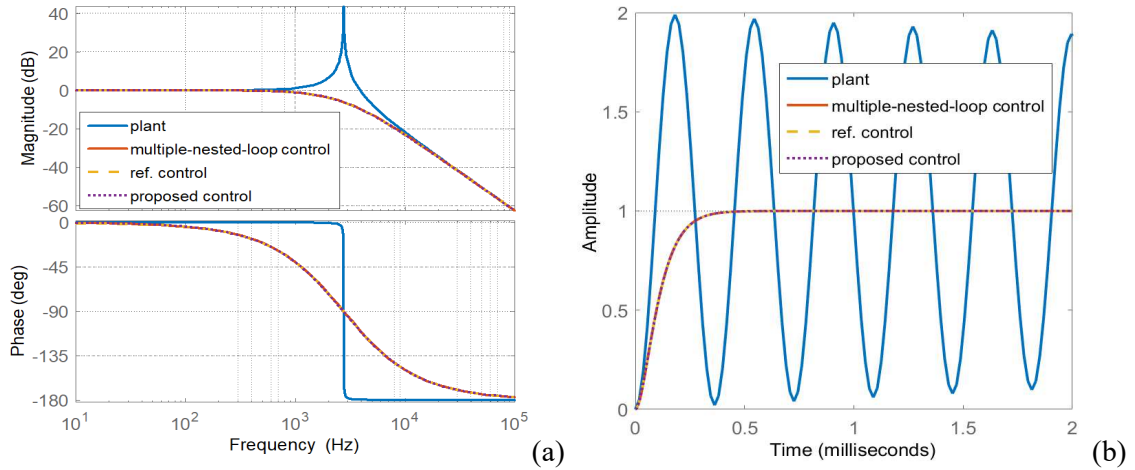 Magnitude (dB)
40
20
0
-20
-40
-60
plant
multiple-nested-loop control
ref. control
proposed control
Phase (deg)
0
-45
-90
-135
-180
10^1
10^2
10^3
10^4
10^5
Frequency (Hz)
(a)
Amplitude
2
1.5
1
0.5
0
plant
multiple-nested-loop control
ref. control
proposed control
0
0.5
1
1.5
2
Time (milliseconds)
(b)